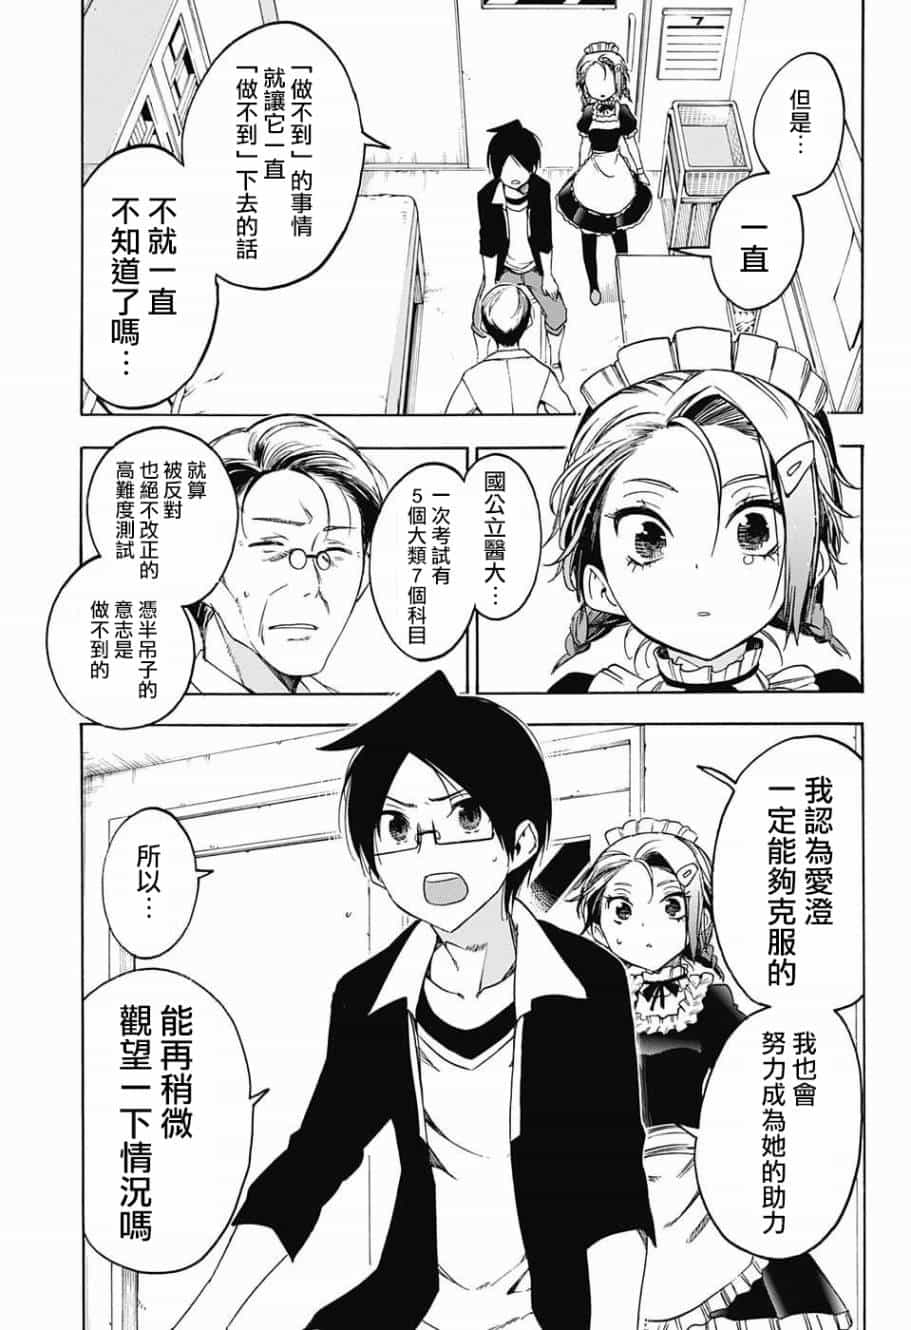 但是…
一直
「做不到」的事情
就讓它一直
「做不到」下去的話
不就一直
不知道了嗎…
7
國公立醫大…
一次考試有
5個大類7個科目
就算
被反對
也絕不改正的
高難度測試
憑半吊子的
意志是
做不到的
我認為愛澄
一定能夠克服的
我也會
努力成為她的助力
所以…
能再稍微
觀望一下情況嗎